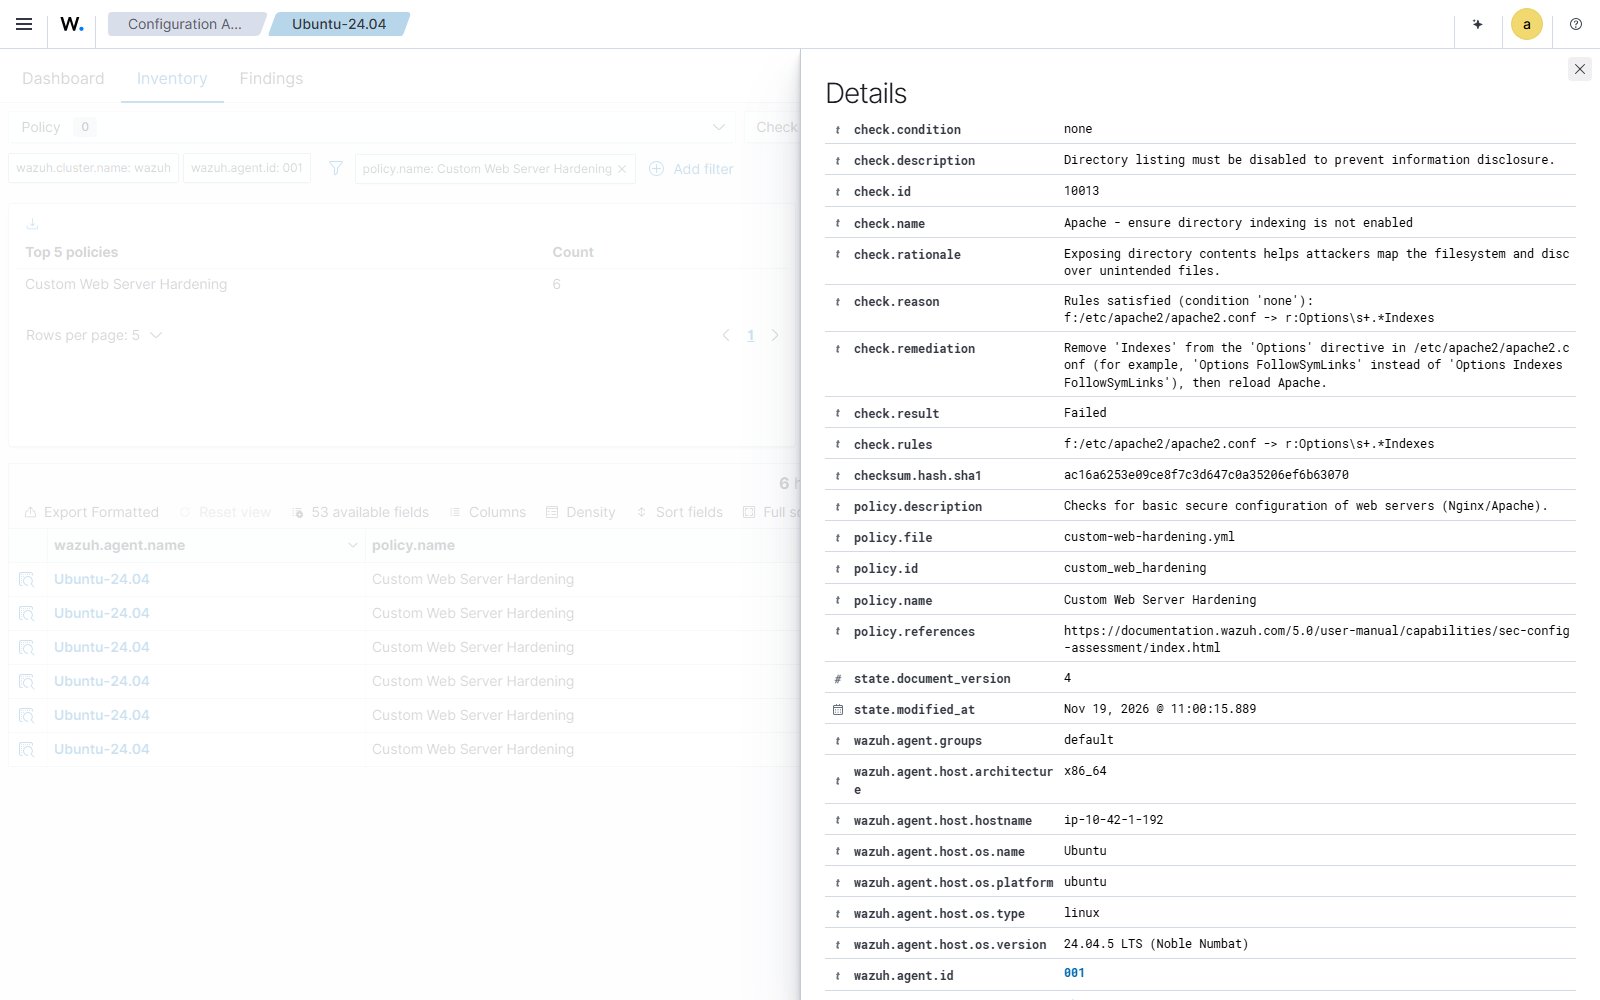 W.
Configuration A...
Ubuntu-24.04
a
Dashboard
Inventory
Findings
Policy 0
Check
wazuh.cluster.name: wazuh
wazuh.agent.id: 001
policy.name: Custom Web Server Hardening
Add filter
Top 5 policies Count
Custom Web Server Hardening 6
Rows per page: 5
1
6 h
Export Formatted
Reset view
53 available fields
Columns
Density
Sort fields
Full sc
wazuh.agent.name policy.name
Ubuntu-24.04 Custom Web Server Hardening
Ubuntu-24.04 Custom Web Server Hardening
Ubuntu-24.04 Custom Web Server Hardening
Ubuntu-24.04 Custom Web Server Hardening
Ubuntu-24.04 Custom Web Server Hardening
Ubuntu-24.04 Custom Web Server Hardening
Details
t check.condition none
t check.description Directory listing must be disabled to prevent information disclosure.
t check.id 10013
t check.name Apache - ensure directory indexing is not enabled
t check.rationale Exposing directory contents helps attackers map the filesystem and disc
over unintended files.
t check.reason Rules satisfied (condition 'none'):
f:/etc/apache2/apache2.conf -> r:Options\s+.*Indexes
t check.remediation Remove 'Indexes' from the 'Options' directive in /etc/apache2/apache2.c
onf (for example, 'Options FollowSymLinks' instead of 'Options Indexes
FollowSymLinks'), then reload Apache.
t check.result Failed
t check.rules f:/etc/apache2/apache2.conf -> r:Options\s+.*Indexes
t checksum.hash.sha1 ac16a6253e09ce8f7c3d647c0a35206ef6b63070
t policy.description Checks for basic secure configuration of web servers (Nginx/Apache).
t policy.file custom-web-hardening.yml
t policy.id custom_web_hardening
t policy.name Custom Web Server Hardening
t policy.references https://documentation.wazuh.com/5.0/user-manual/capabilities/sec-config
-assessment/index.html
# state.document_version 4
state.modified_at Nov 19, 2026 @ 11:00:15.889
t wazuh.agent.groups default
t wazuh.agent.host.architectur x86_64
e
t wazuh.agent.host.hostname ip-10-42-1-192
t wazuh.agent.host.os.name Ubuntu
t wazuh.agent.host.os.platform ubuntu
t wazuh.agent.host.os.type linux
t wazuh.agent.host.os.version 24.04.5 LTS (Noble Numbat)
t wazuh.agent.id 001